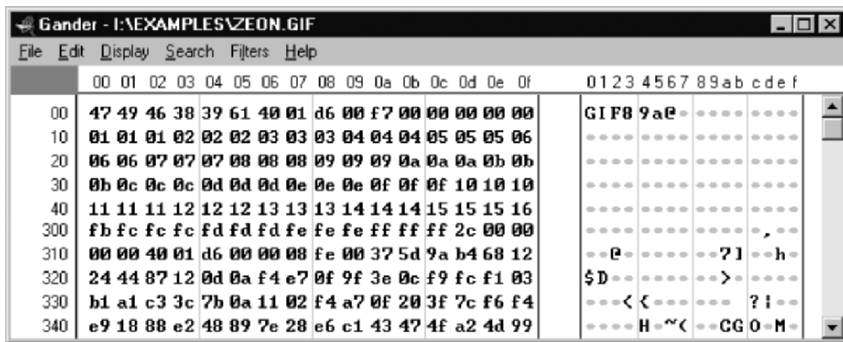 Gander - I:\EXAMPLES\ZEON.GIF
File Edit Display Search Filters Help
00 01 02 03 04 05 06 07 08 09 0a 0b 0c 0d 0e 0f 0123456789abcdef
00 47 49 46 38 39 61 40 01 d6 00 f7 00 00 00 00 00 GIF89a@
10 01 01 01 02 02 02 03 03 03 04 04 04 05 05 05 06
20 06 06 07 07 07 08 08 08 09 09 09 0a 0a 0a 0b 0b
30 0b 0c 0c 0c 0d 0d 0d 0e 0e 0e 0f 0f 0f 10 10 10
40 11 11 11 12 12 12 13 13 13 14 14 14 15 15 15 16
300 fb fc fc fc fd fd fd fe fe fe ff ff ff 2c 00 00 ,
310 00 00 40 01 d6 00 00 08 fe 00 37 5d 9a b4 68 12 @ 7] h
320 24 44 87 12 0d 0a f4 e7 0f 9f 3e 0c f9 fc f1 03 $D >
330 b1 a1 c3 3c 7b 0a 11 02 f4 a7 0f 20 3f 7c f6 f4 <{ ?|
340 e9 18 88 e2 48 89 7e 28 e6 c1 43 47 4f a2 4d 99 H ~( CGO M